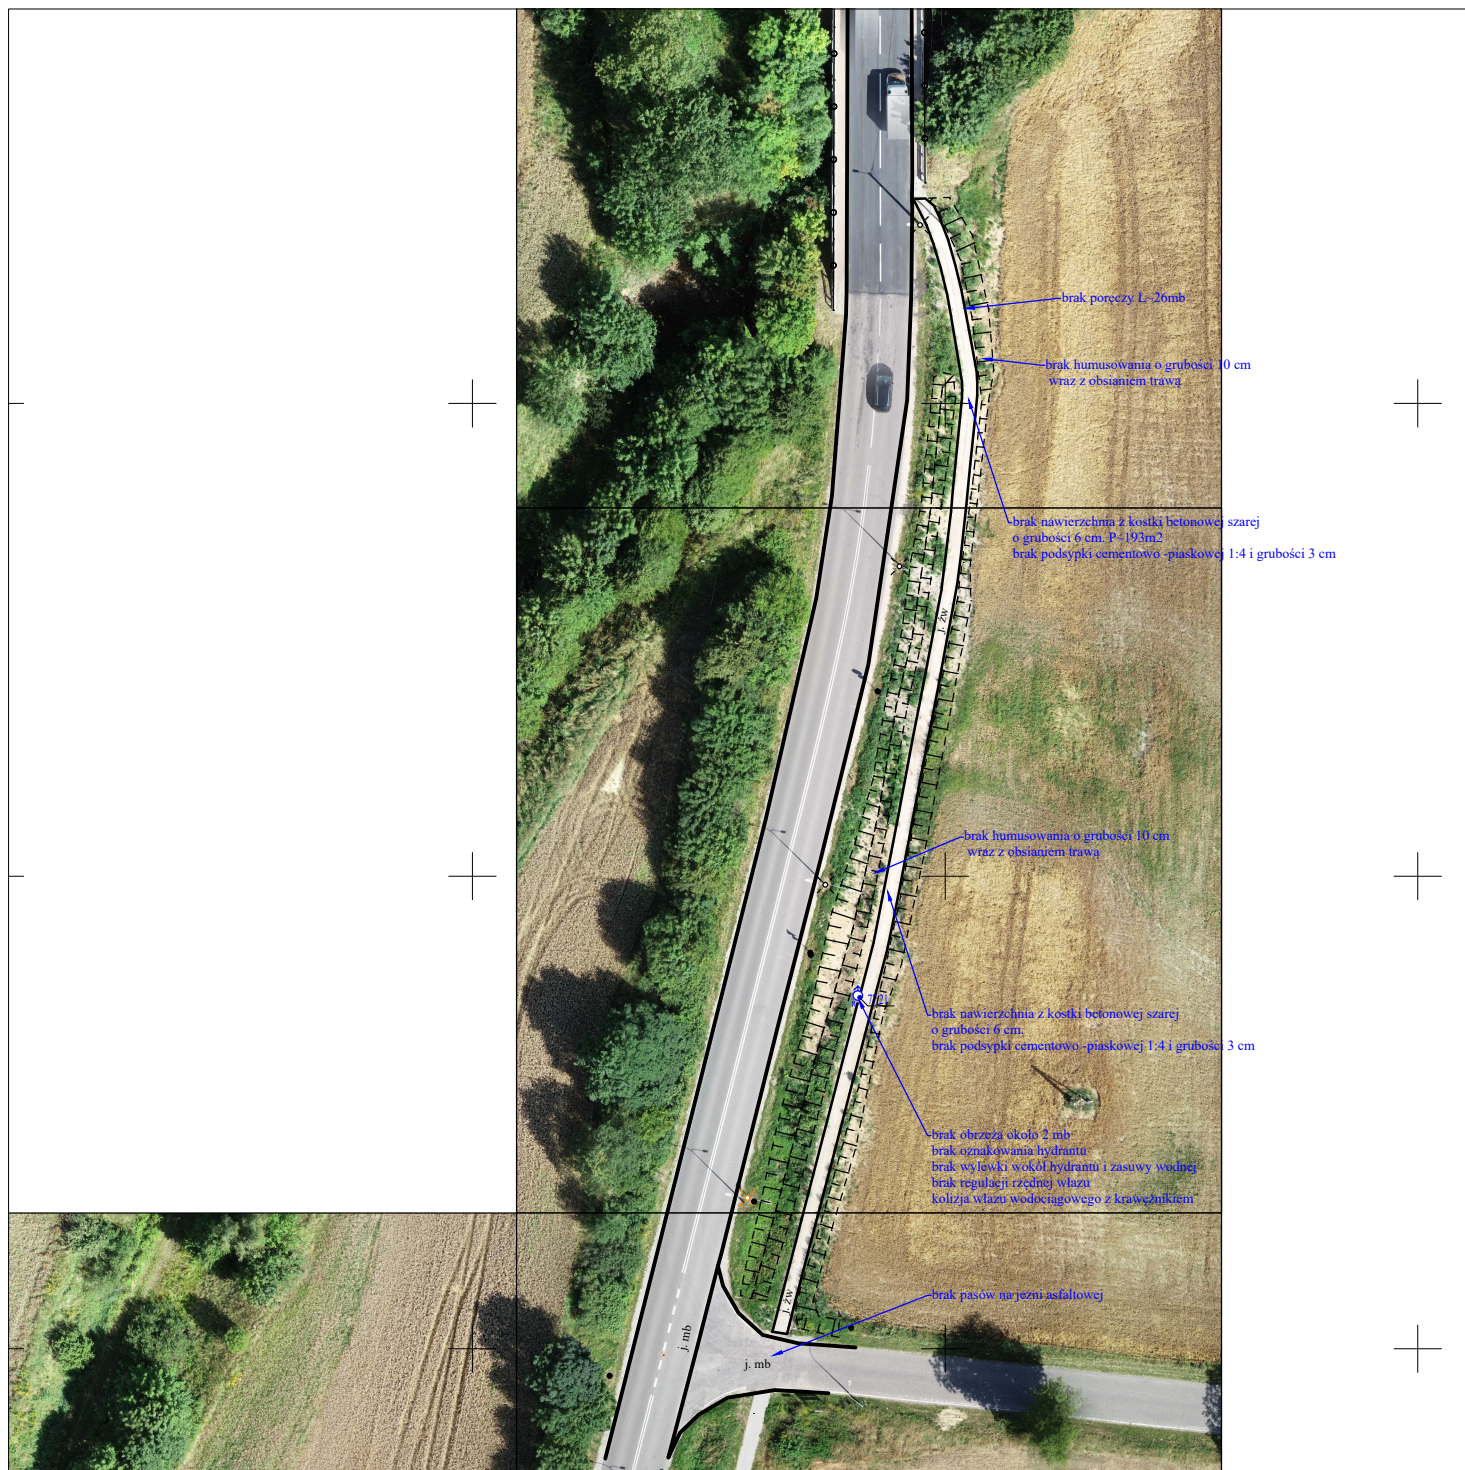 brak poręczy L~26mb
brak humusowania o grubości 10 cm
wraz z obsianiem trawą
brak nawierzchnia z kostki betonowej szarej
o grubości 6 cm. P~193m2
brak podsypki cementowo -piaskowej 1:4 i grubości 3 cm
j. żw
brak humusowania o grubości 10 cm
wraz z obsianiem trawą
brak nawierzchnia z kostki betonowej szarej
o grubości 6 cm.
brak podsypki cementowo -piaskowej 1:4 i grubości 3 cm
brak obrzeża około 2 mb
brak oznakowania hydrantu
brak wylewki wokół hydrantu i zasuwy wodnej
brak regulacji rzędnej włazu
kolizja włazu wodociągowego z krawężnikiem
brak pasów na jezni asfaltowej
j. żw
j. mb
j. mb